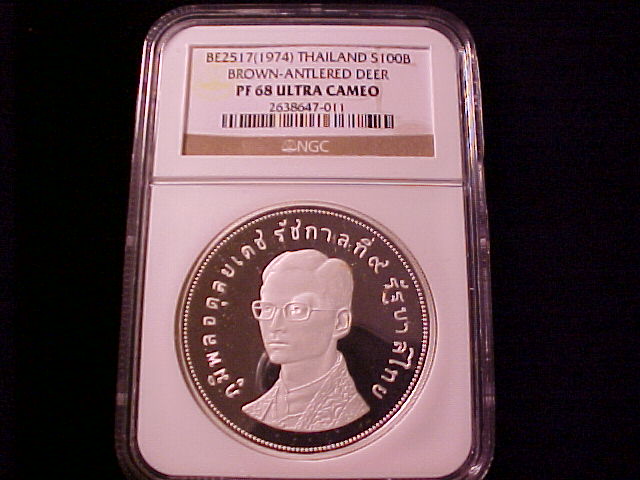 BE2517(1974) THAILAND S100B
BROWN-ANTLERED DEER
PF 68 ULTRA CAMEO
2638647-011
NGC
ภูมิพลอดุลยเดช รัชกาลที่๙ รัฐบาลไทย